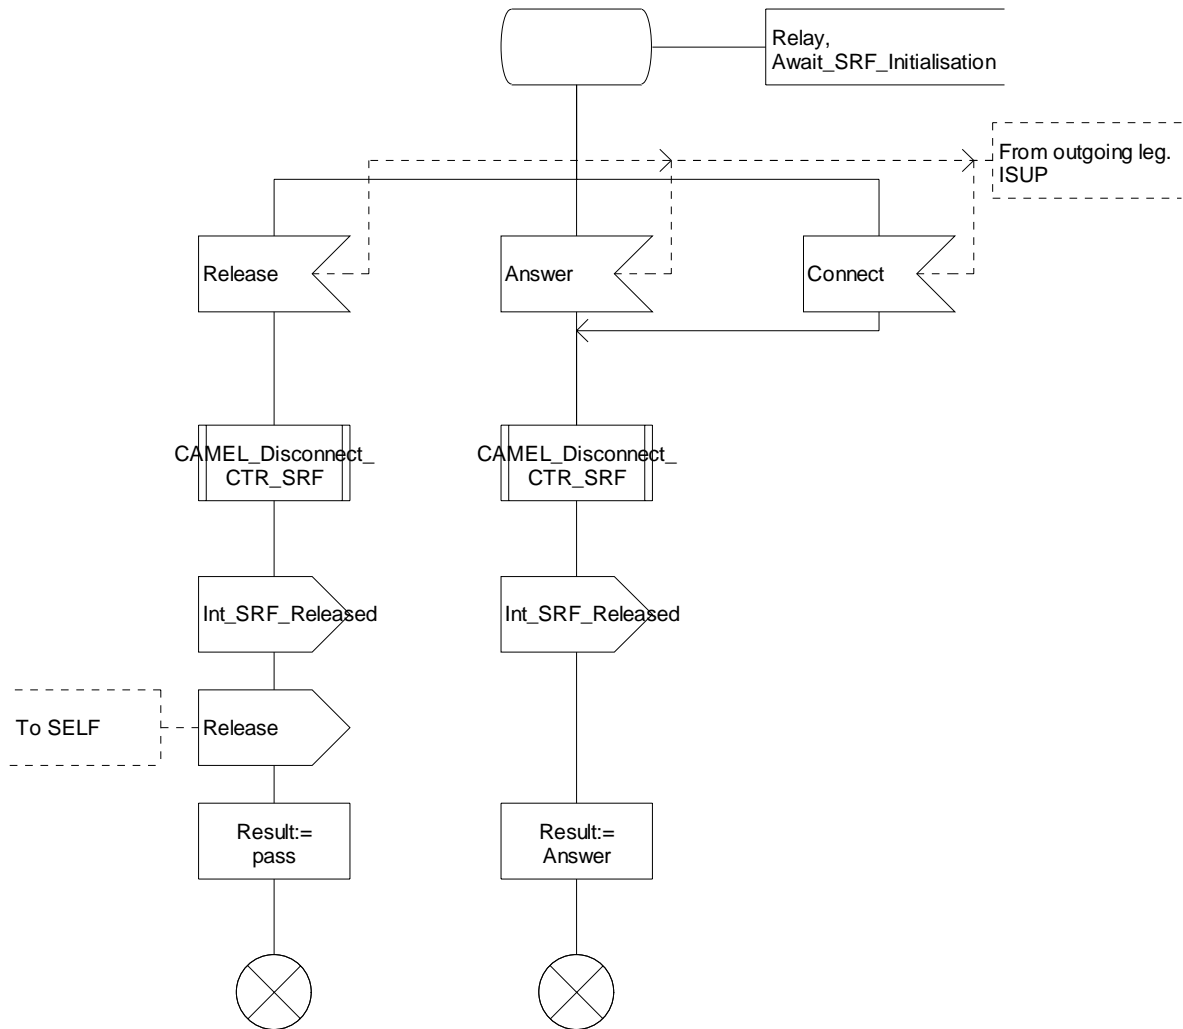 Relay,
Await_SRF_Initialisation
From outgoing leg.
ISUP
Release
Answer
Connect
CAMEL_Disconnect_
CTR_SRF
CAMEL_Disconnect_
CTR_SRF
Int_SRF_Released
Int_SRF_Released
To SELF
Release
Result:=
pass
Result:=
Answer